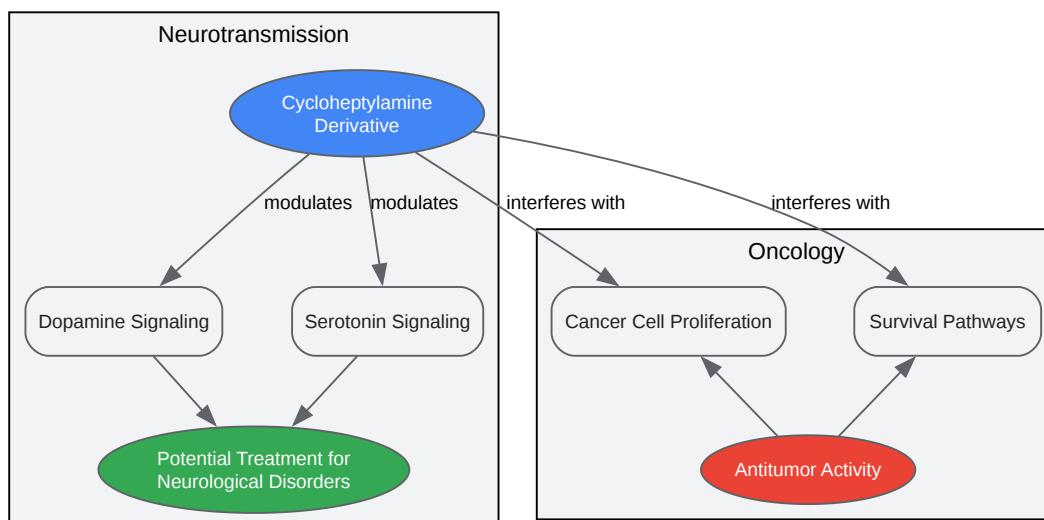 Neurotransmission
Cycloheptylamine
Derivative
modulates
modulates
interferes with
interferes with
Oncology
Dopamine Signaling
Serotonin Signaling
Cancer Cell Proliferation
Survival Pathways
Potential Treatment for
Neurological Disorders
Antitumor Activity